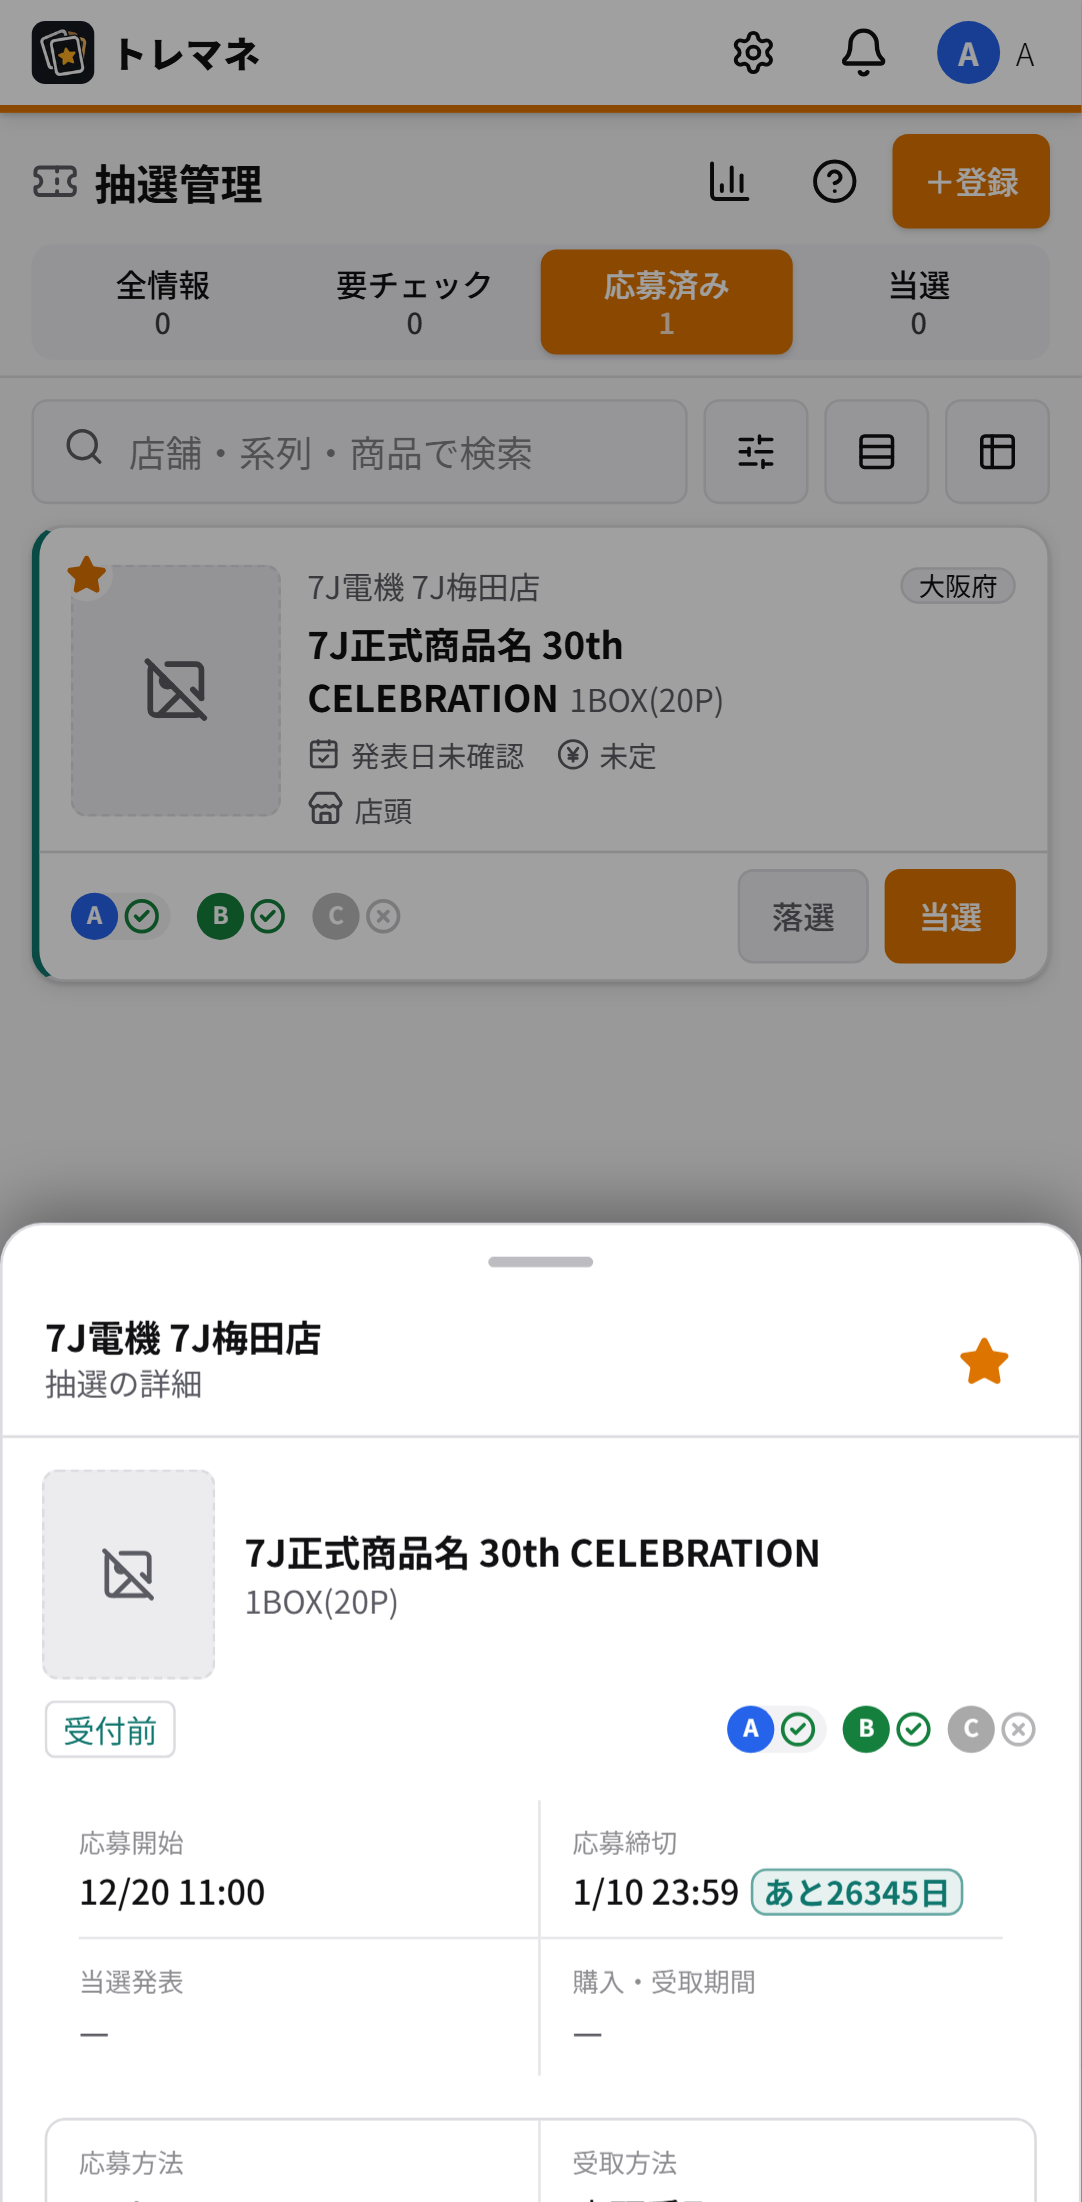 トレマネ
A A
抽選管理
＋登録
全情報 要チェック 応募済み 当選
0 0 1 0
店舗・系列・商品で検索
7J電機 7J梅田店 大阪府
7J正式商品名 30th
CELEBRATION 1BOX(20P)
発表日未確認 未定
店頭
A B C 落選 当選
7J電機 7J梅田店
抽選の詳細
7J正式商品名 30th CELEBRATION
1BOX(20P)
受付前 A B C
応募開始 応募締切
12/20 11:00 1/10 23:59 あと26345日
当選発表 購入・受取期間
— —
応募方法 受取方法